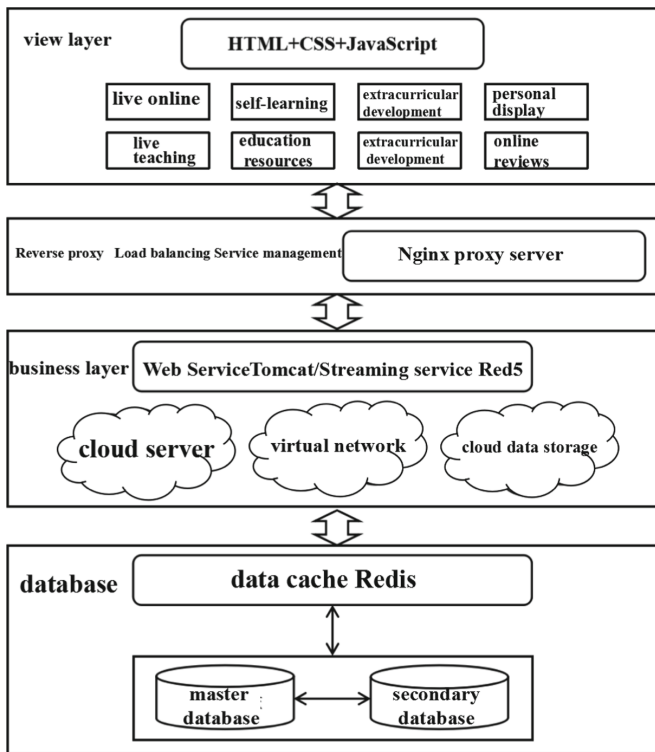 view layer
HTML+CSS+JavaScript
live online
self-learning
extracurricular
development
personal
display
live
teaching
education
resources
extracurricular
development
online
reviews
Reverse proxy Load balancing Service management
Nginx proxy server
business layer
Web ServiceTomcat/Streaming service Red5
cloud server
virtual network
cloud data storage
database
data cache Redis
master
database
secondary
database